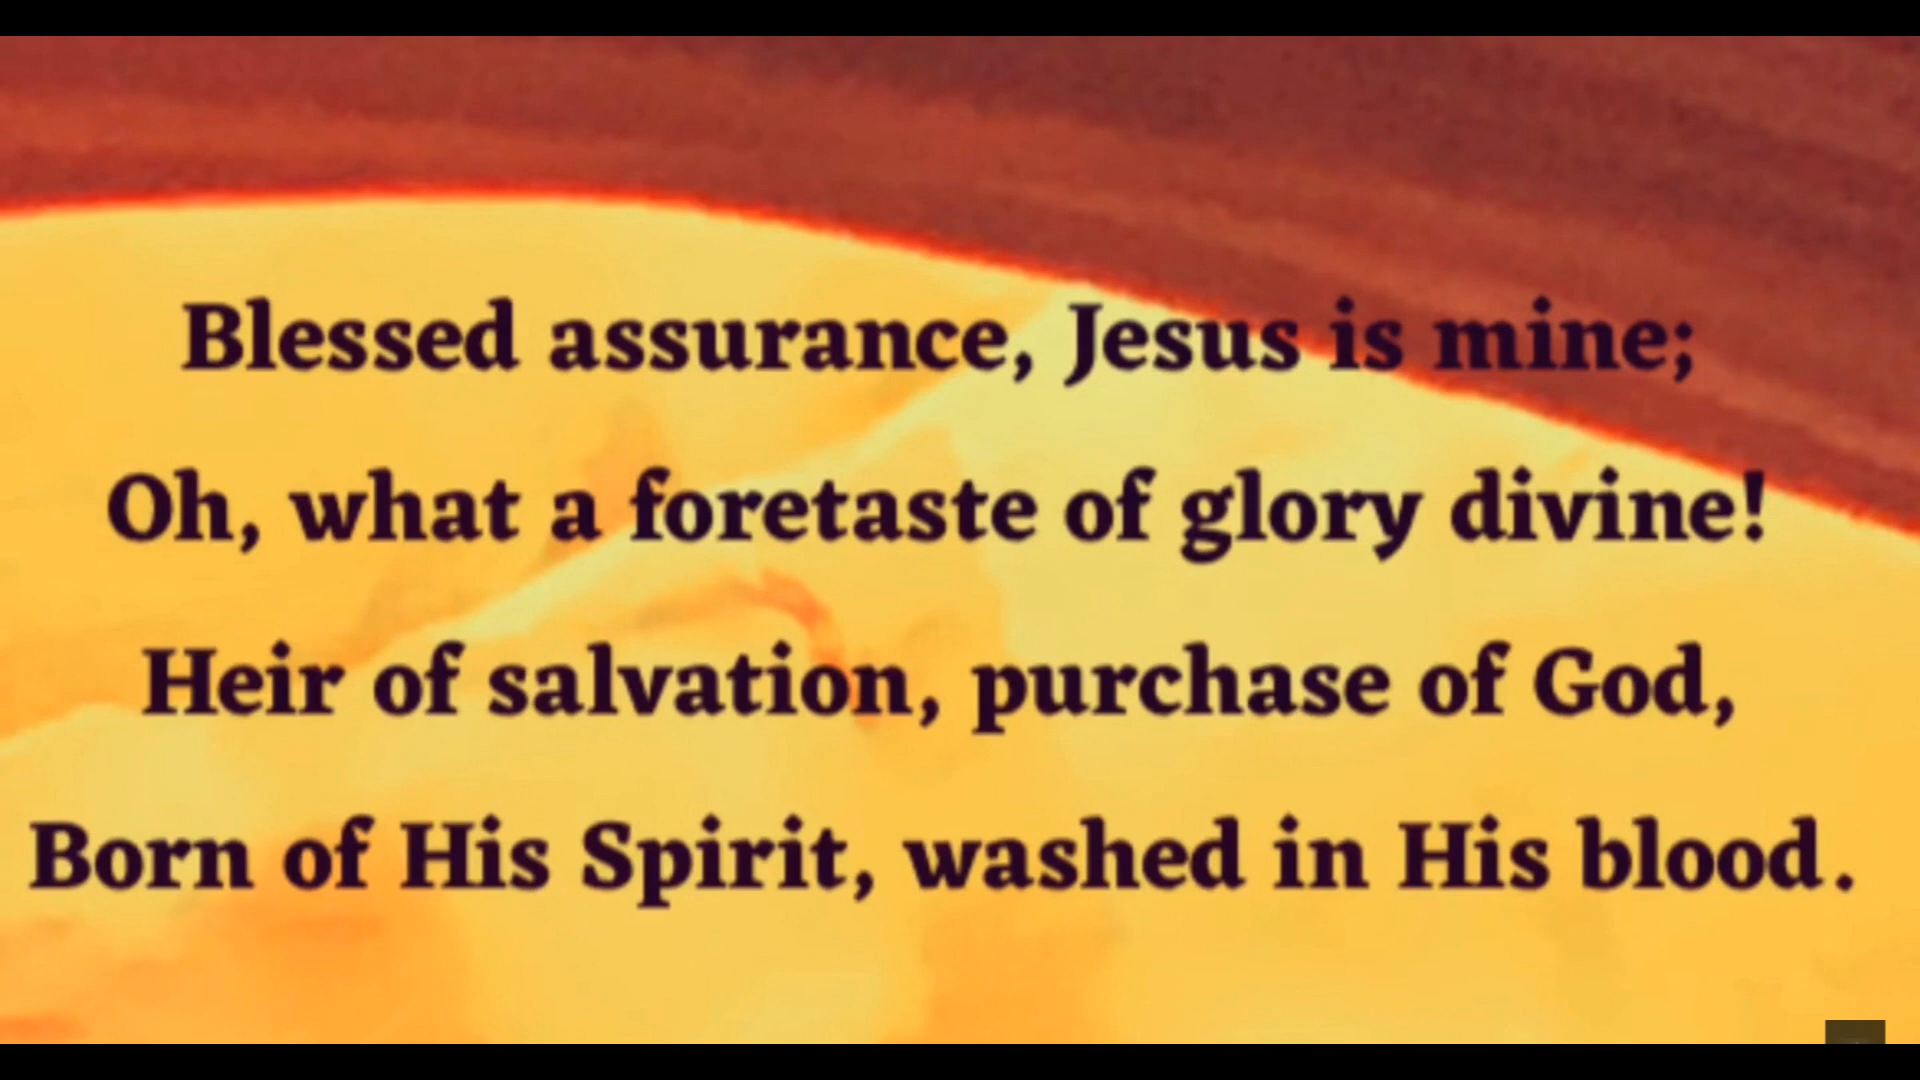 Blessed assurance, Jesus is mine;
Oh, what a foretaste of glory divine!
Heir of salvation, purchase of God,
Born of His Spirit, washed in His blood.